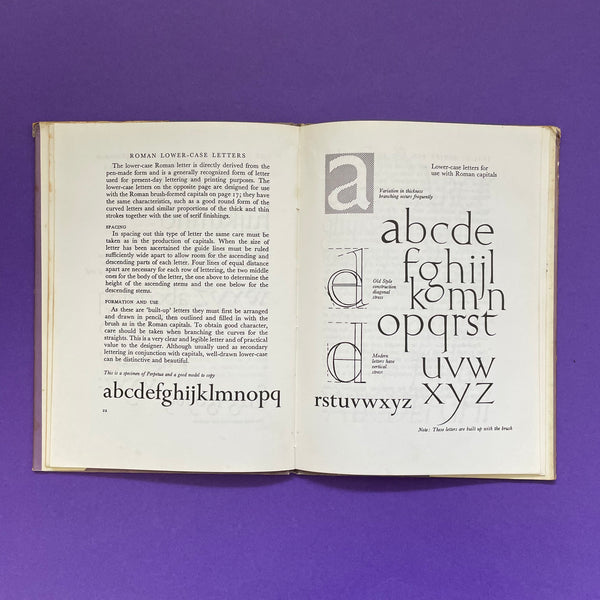 ROMAN LOWER-CASE LETTERS
The lower-case Roman letter is directly derived from the
pen-made form and is a generally recognized form of letter
used for present-day lettering and printing purposes. The
lower-case letters on the opposite page are designed for use
with the Roman brush-formed capitals on page 17; they have
the same characteristics, such as a good round form of the
curved letters and similar proportions of the thick and thin
strokes together with the use of serif finishings.
SPACING
In spacing out this type of letter the same care must be
taken as in the production of capitals. When the size of
letter has been ascertained the guide lines must be ruled
sufficiently wide apart to allow room for the ascending and
descending parts of each letter. Four lines of equal distance
apart are necessary for each row of lettering, the two middle
ones for the body of the letter, the one above to determine the
height of the ascending stems and the one below for the
descending stems.
FORMATION AND USE
As these are 'built-up' letters they must first be arranged
and drawn in pencil, then outlined and filled in with the
brush as in the Roman capitals. To obtain good character,
care should be taken when branching the curves for the
straights. This is a very clear and legible letter and of practical
value to the designer. Although usually used as secondary
lettering in conjunction with capitals, well-drawn lower-case
can be distinctive and beautiful.
This is a specimen of Perpetua and a good model to copy
abcdefghijklmnopq
24
a
Lower-case letters for
use with Roman capitals
Variation in thickness
branching occurs frequently
abcde
fghijl
kgmn
opqrst
uvw
xyz
d
e
Old Style
construction
diagonal
stress
d
e
Modern
letters have
vertical
stress
rstuvwxyz
Note: These letters are built up with the brush